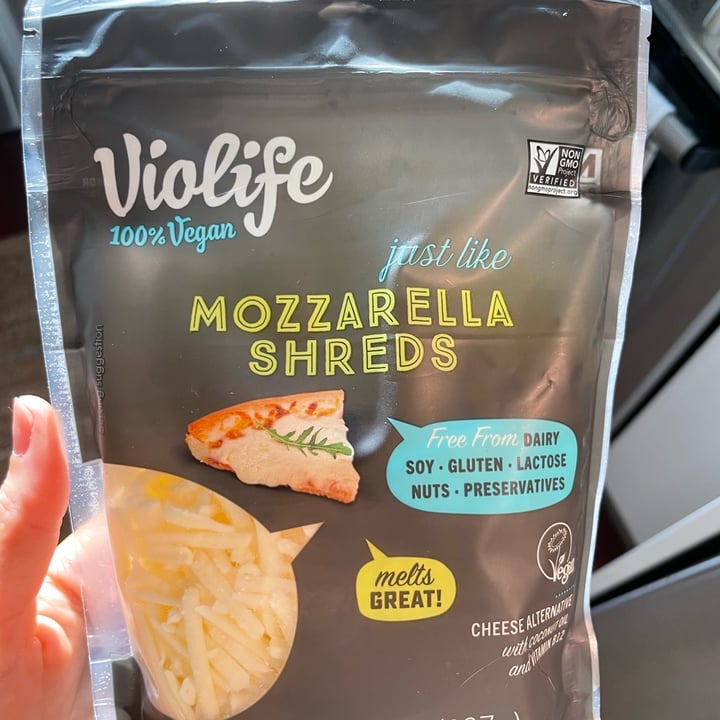 Violife
100% Vegan
NON
GMO
Project
VERIFIED
nongmoproject.org
just like
MOZZARELLA
SHREDS
Free From DAIRY
SOY · GLUTEN · LACTOSE
NUTS · PRESERVATIVES
melts
GREAT!
Vegan
CHEESE ALTERNATIVE
with COCONUT OIL
and VITAMIN B12